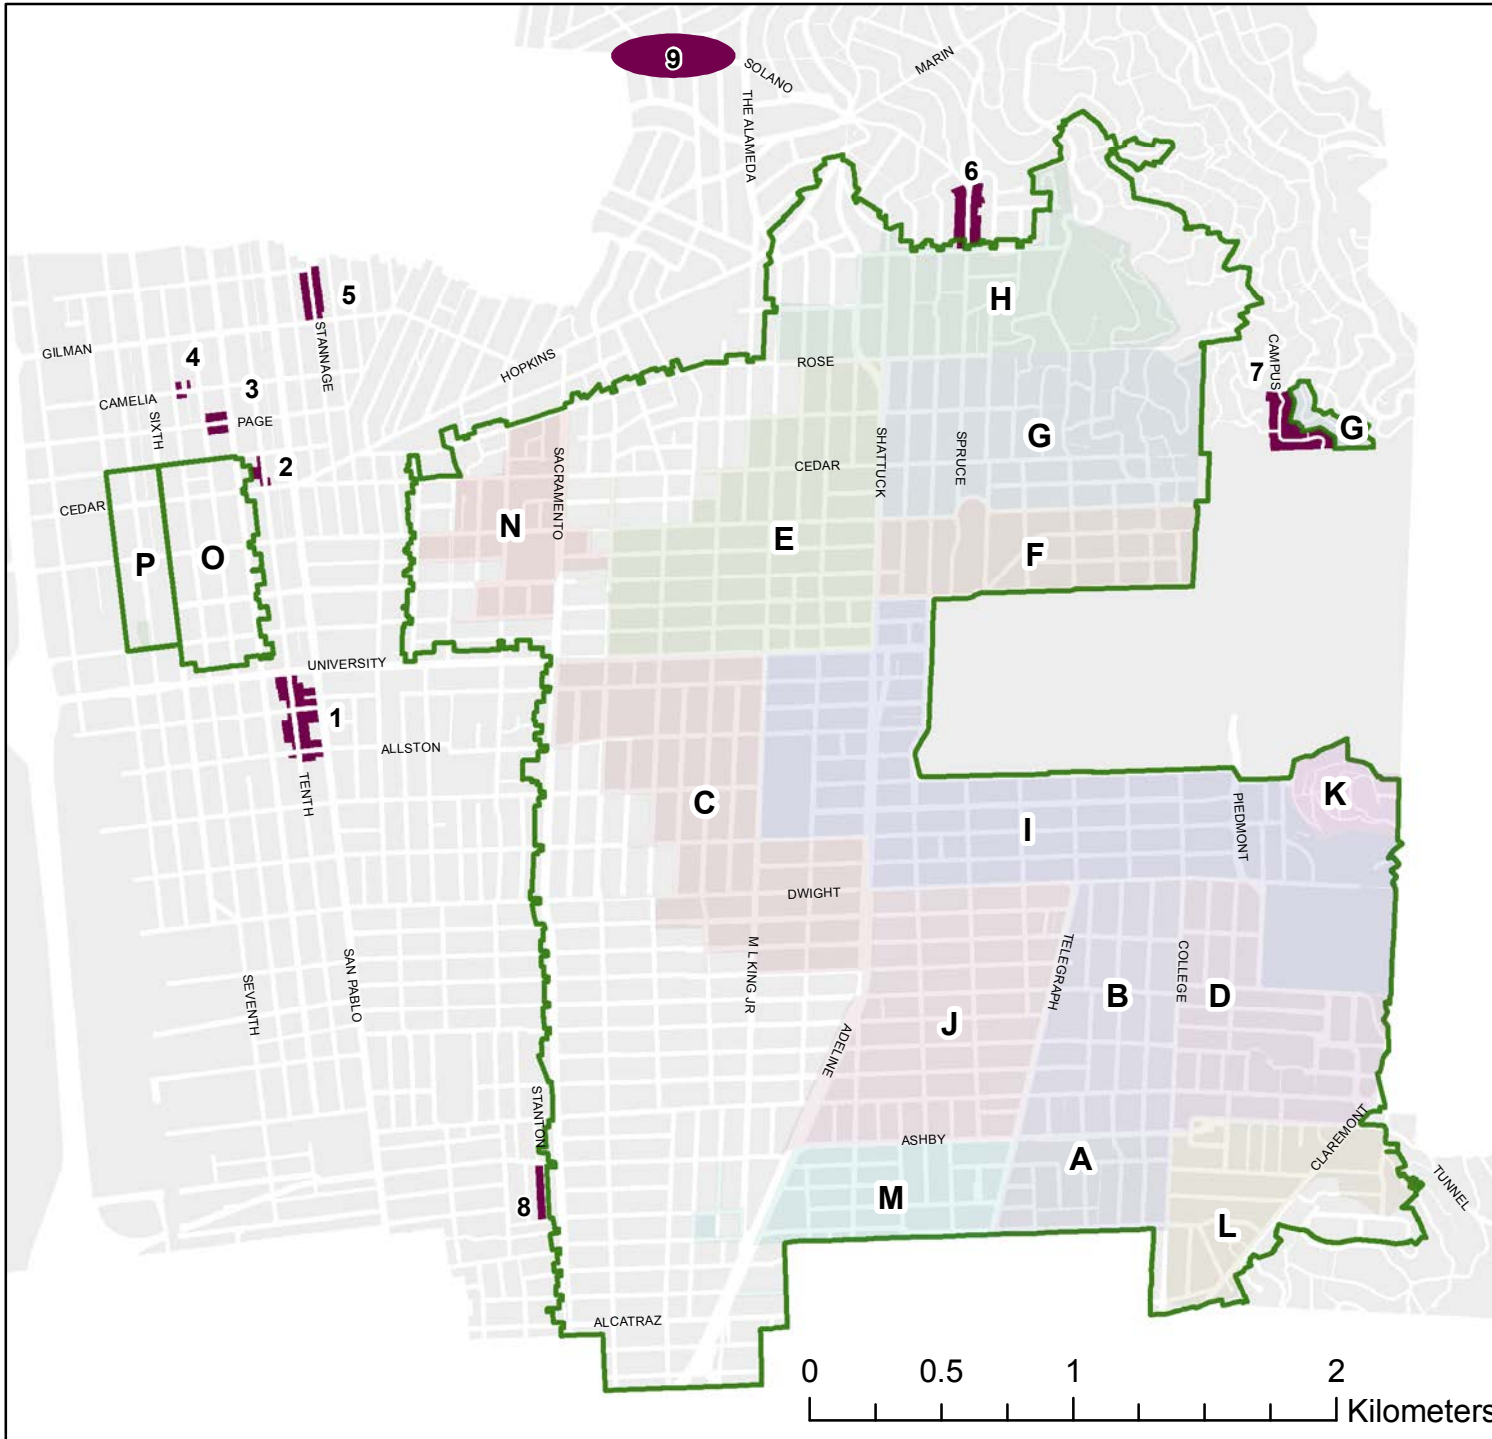 9
SOLANO
MARIN
THE ALAMEDA
6
H
5
STANNAGE
GILMAN
4
CAMELIA
3
SIXTH
PAGE
HOPKINS
ROSE
CAMPUS
7
G
G
2
CEDAR
SACRAMENTO
CEDAR
SHATTUCK
SPRUCE
N
E
F
P
O
UNIVERSITY
1
ALLSTON
TENTH
C
I
PIEDMONT
K
DWIGHT
SEVENTH
SAN PABLO
M L KING JR
ADELINE
J
TELEGRAPH
B
COLLEGE
D
STANTON
8
ASHBY
M
A
L
CLAREMONT
TUNNEL
ALCATRAZ
0 0.5 1 2
Kilometers